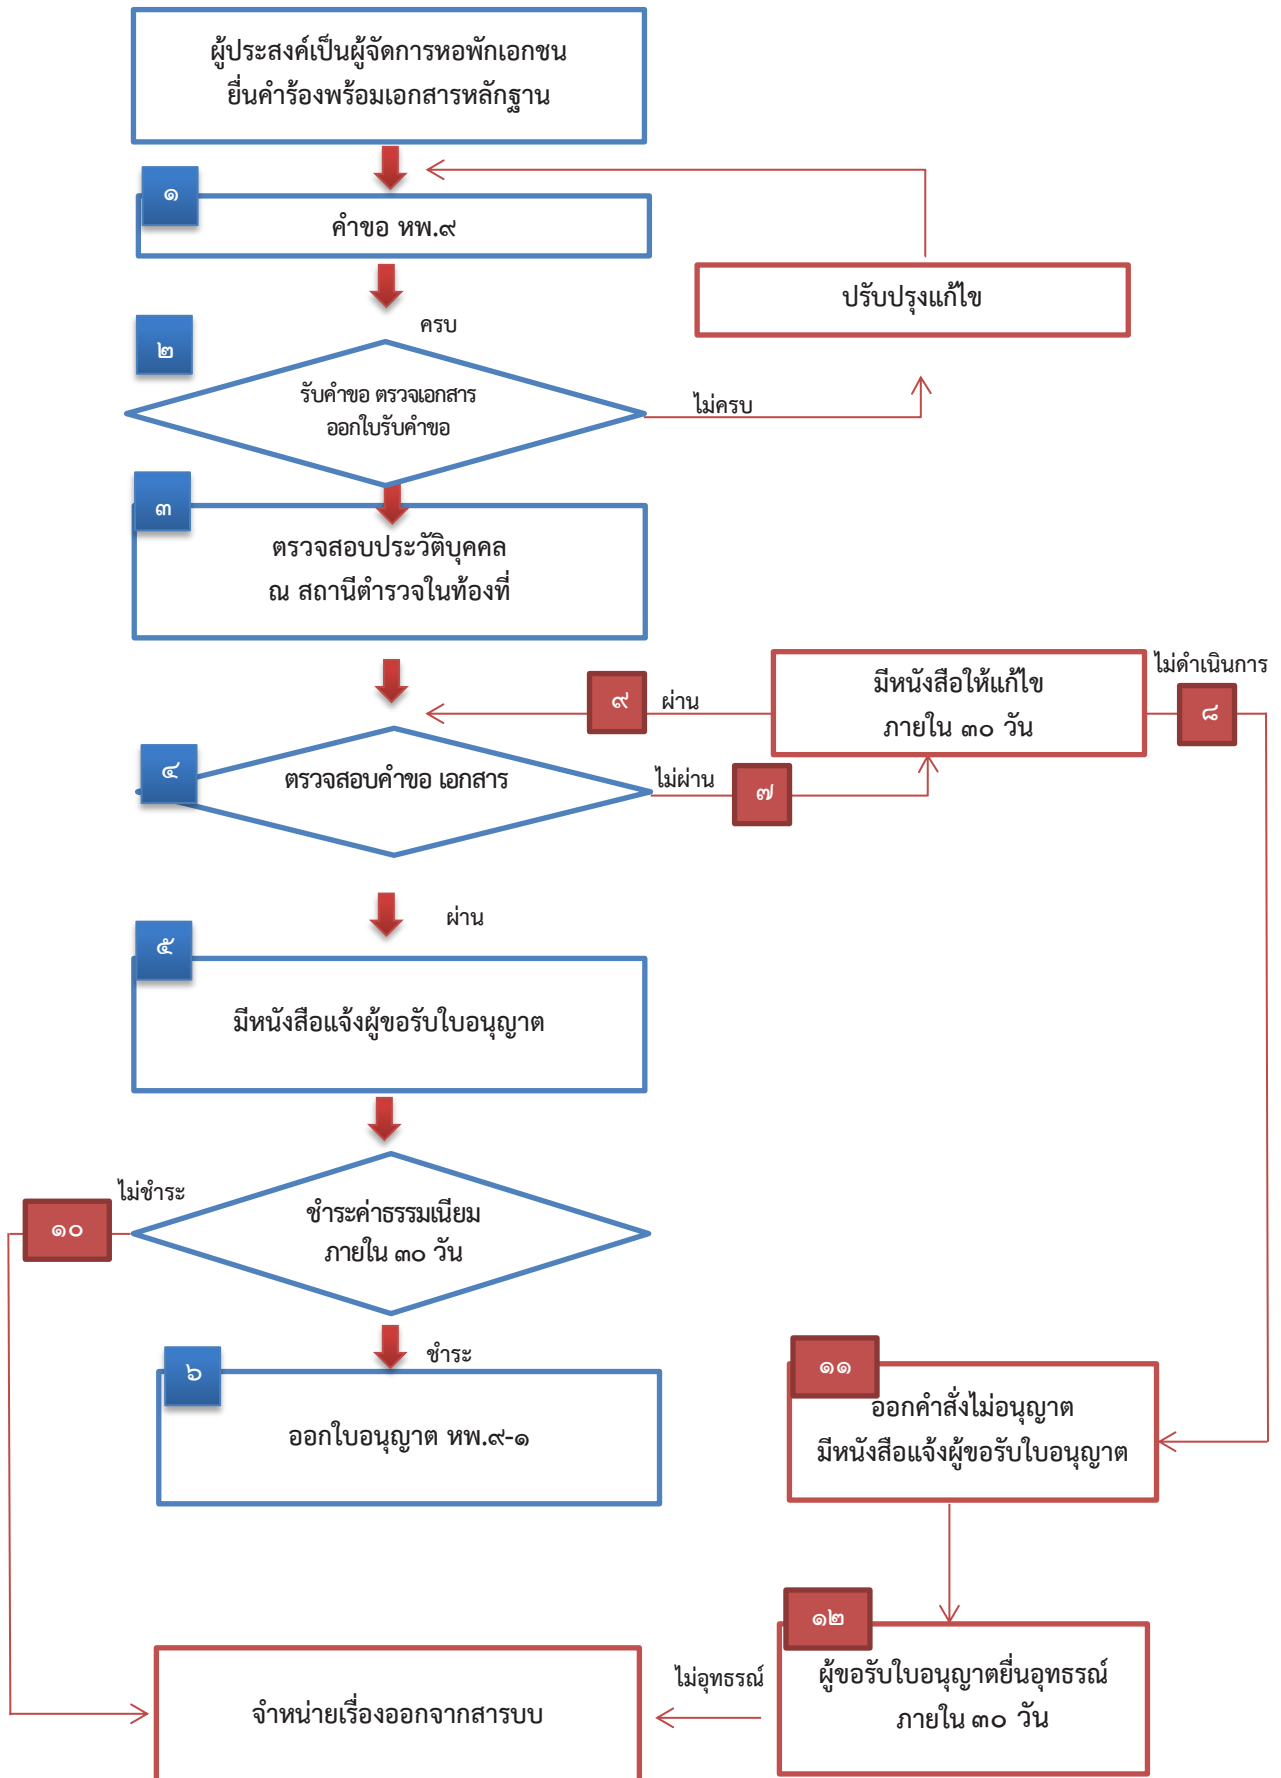 ผู้ประสงค์เป็นผู้จัดการหอพักเอกชน
ยื่นคำร้องพร้อมเอกสารหลักฐาน
๑
คำขอ หพ.๙
ปรับปรุงแก้ไข
ครบ
๒
รับคำขอ ตรวจเอกสาร
ออกใบรับคำขอ
ไม่ครบ
๓
ตรวจสอบประวัติบุคคล
ณ สถานีตำรวจในท้องที่
มีหนังสือให้แก้ไข
ภายใน ๓๐ วัน
ไม่ดำเนินการ
๘
๙
ผ่าน
๔
ตรวจสอบคำขอ เอกสาร
ไม่ผ่าน
๗
ผ่าน
๕
มีหนังสือแจ้งผู้ขอรับใบอนุญาต
ไม่ชำระ
๑๐
ชำระค่าธรรมเนียม
ภายใน ๓๐ วัน
ชำระ
๖
ออกใบอนุญาต หพ.๙-๑
๑๑
ออกคำสั่งไม่อนุญาต
มีหนังสือแจ้งผู้ขอรับใบอนุญาต
๑๒
ผู้ขอรับใบอนุญาตยื่นอุทธรณ์
ภายใน ๓๐ วัน
ไม่อุทธรณ์
จำหน่ายเรื่องออกจากสารบบ